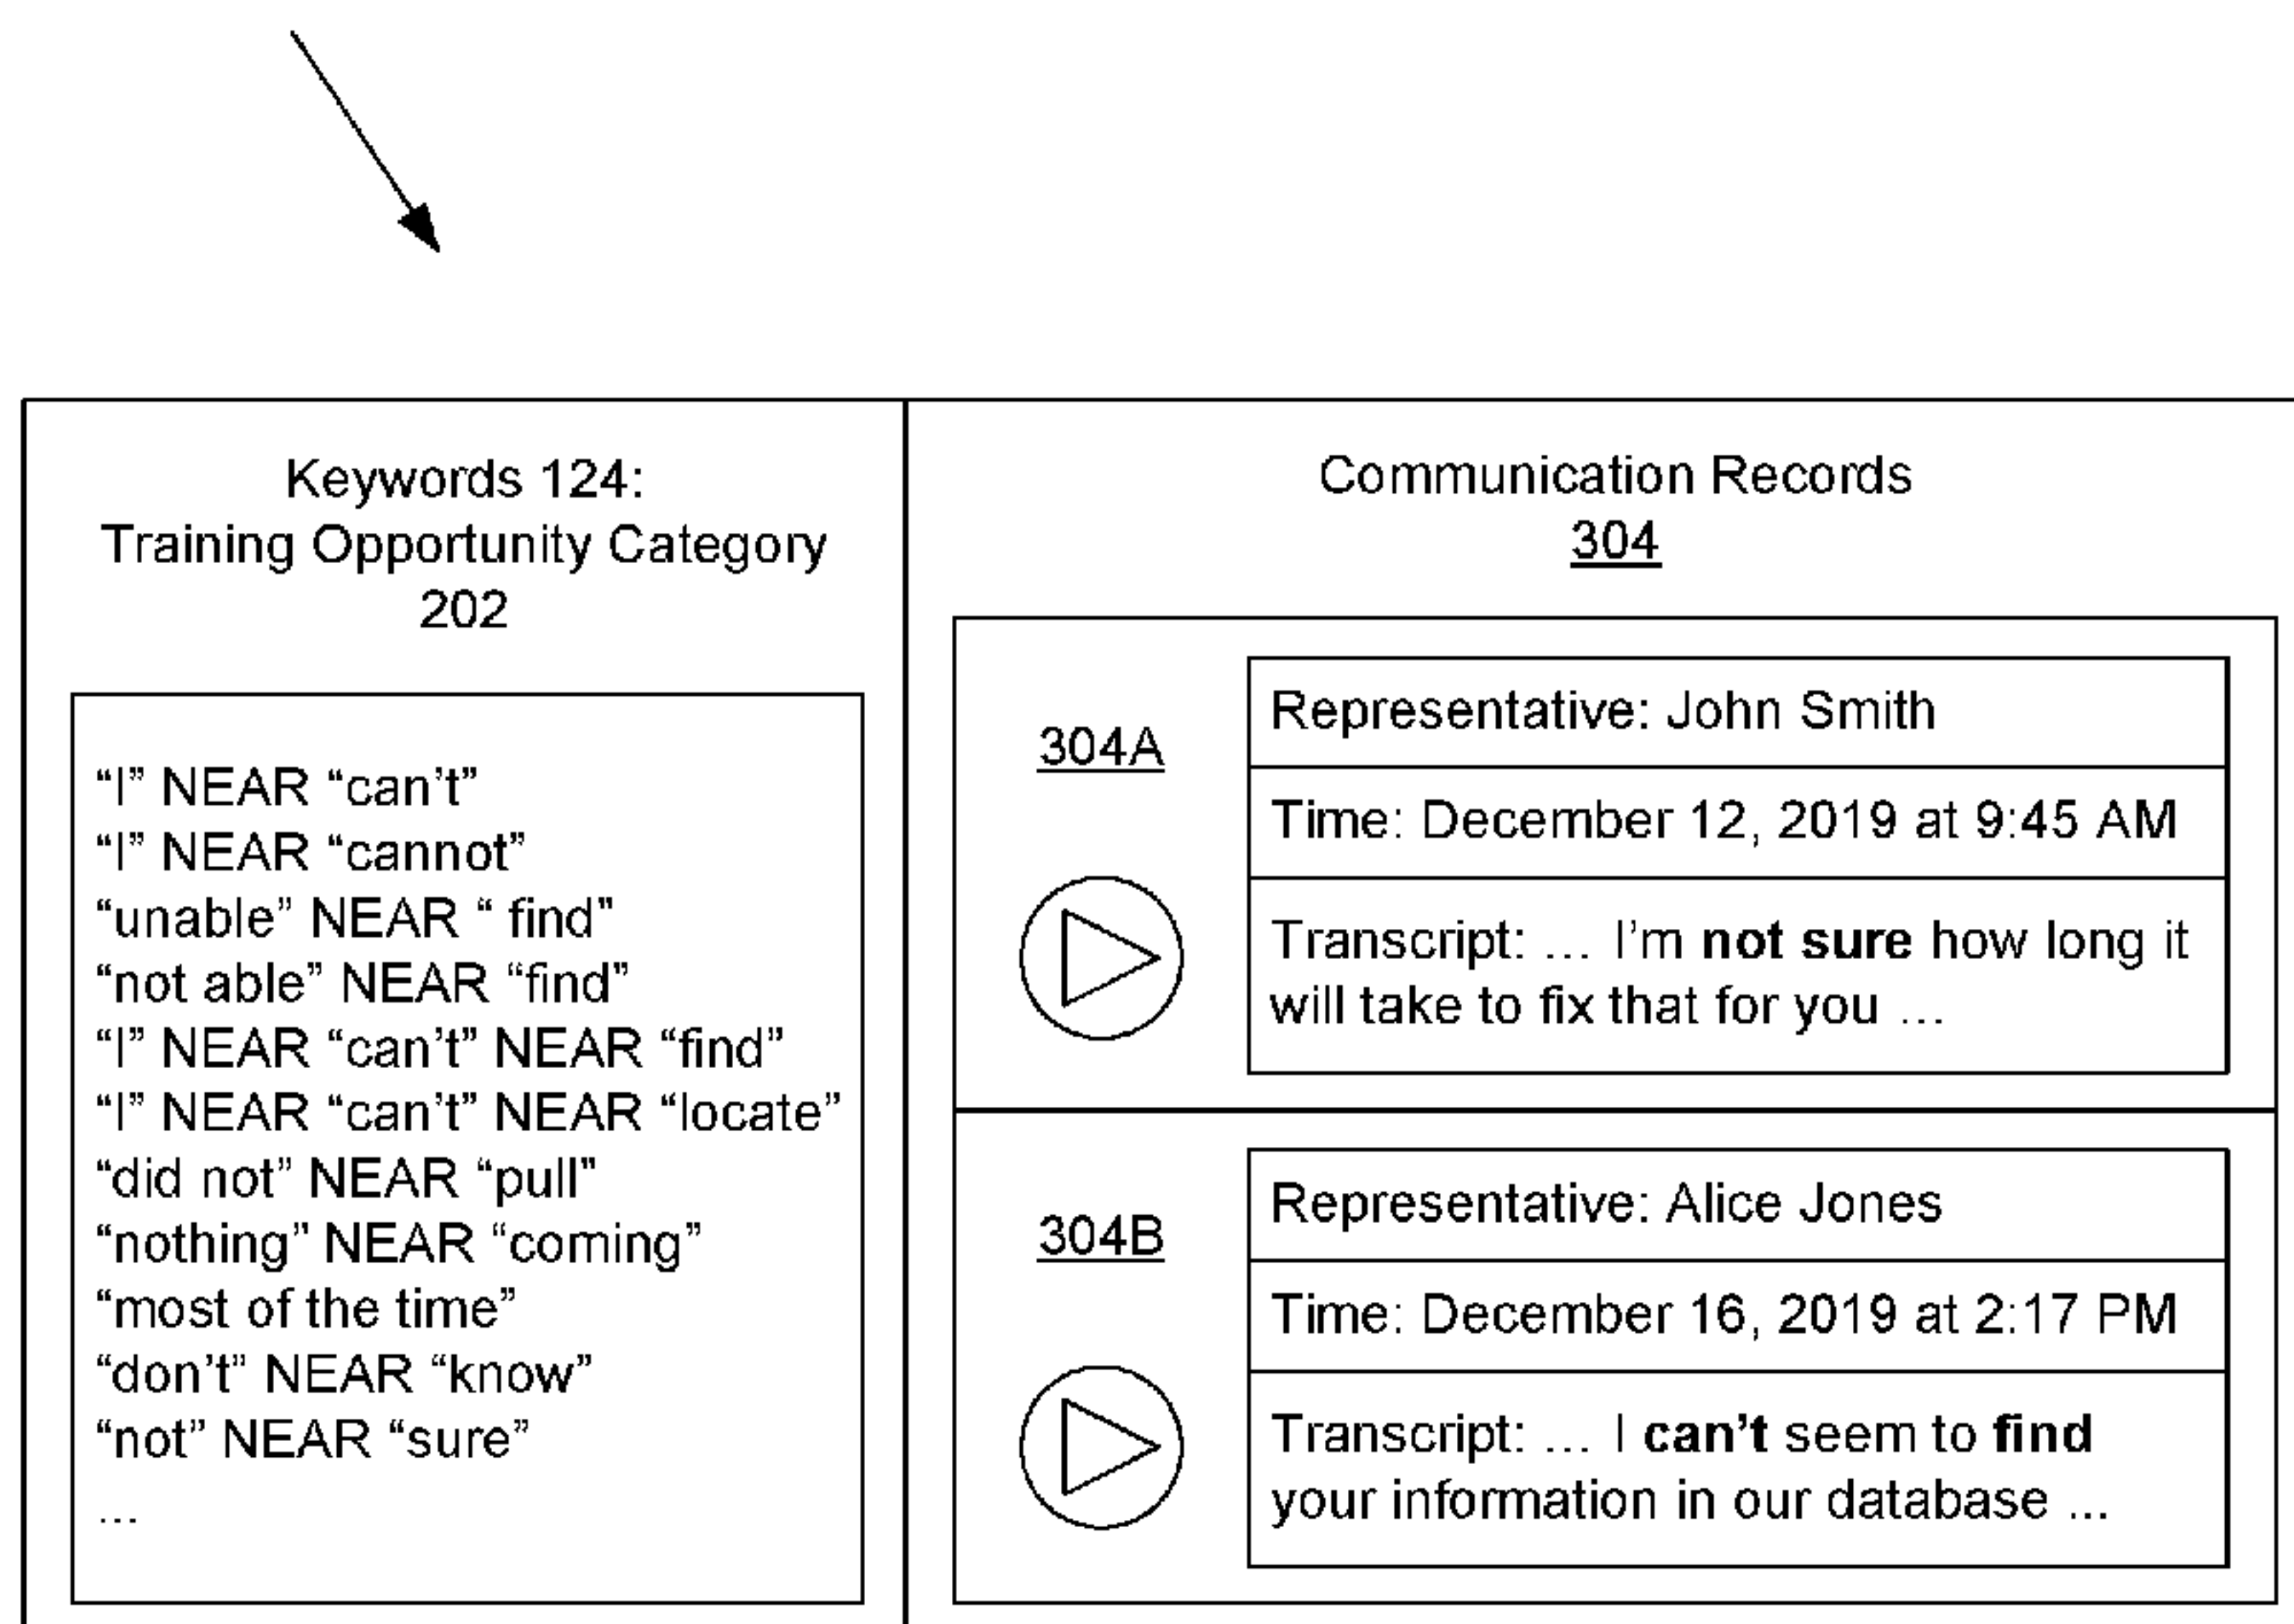 Keywords 124:
Training Opportunity Category
202
“I” NEAR “can’t”
“I” NEAR “cannot”
“unable” NEAR “ find”
“not able” NEAR “find”
“I” NEAR “can’t” NEAR “find”
“I” NEAR “can’t” NEAR “locate”
“did not” NEAR “pull”
“nothing” NEAR “coming”
“most of the time”
“don’t” NEAR “know”
“not” NEAR “sure”
...
Communication Records
304
304A
Representative: John Smith
Time: December 12, 2019 at 9:45 AM
Transcript: ... I’m not sure how long it
will take to fix that for you ...
304B
Representative: Alice Jones
Time: December 16, 2019 at 2:17 PM
Transcript: ... I can’t seem to find
your information in our database ...